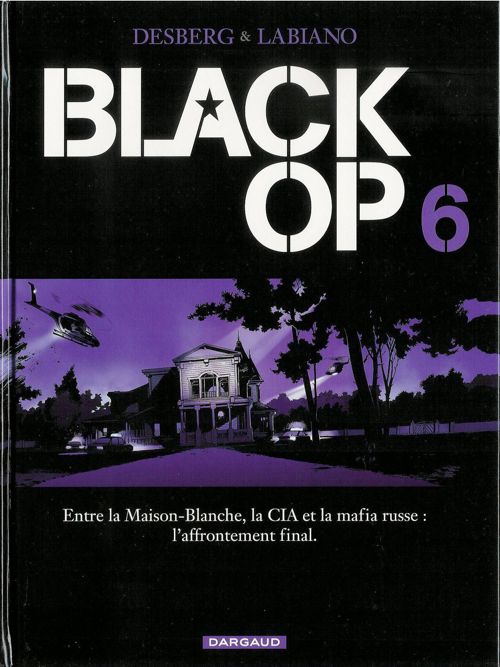 DESBERG & LABIANO
BLACK
OP 6
Entre la Maison-Blanche, la CIA et la mafia russe :
l'affrontement final.
DARGAUD